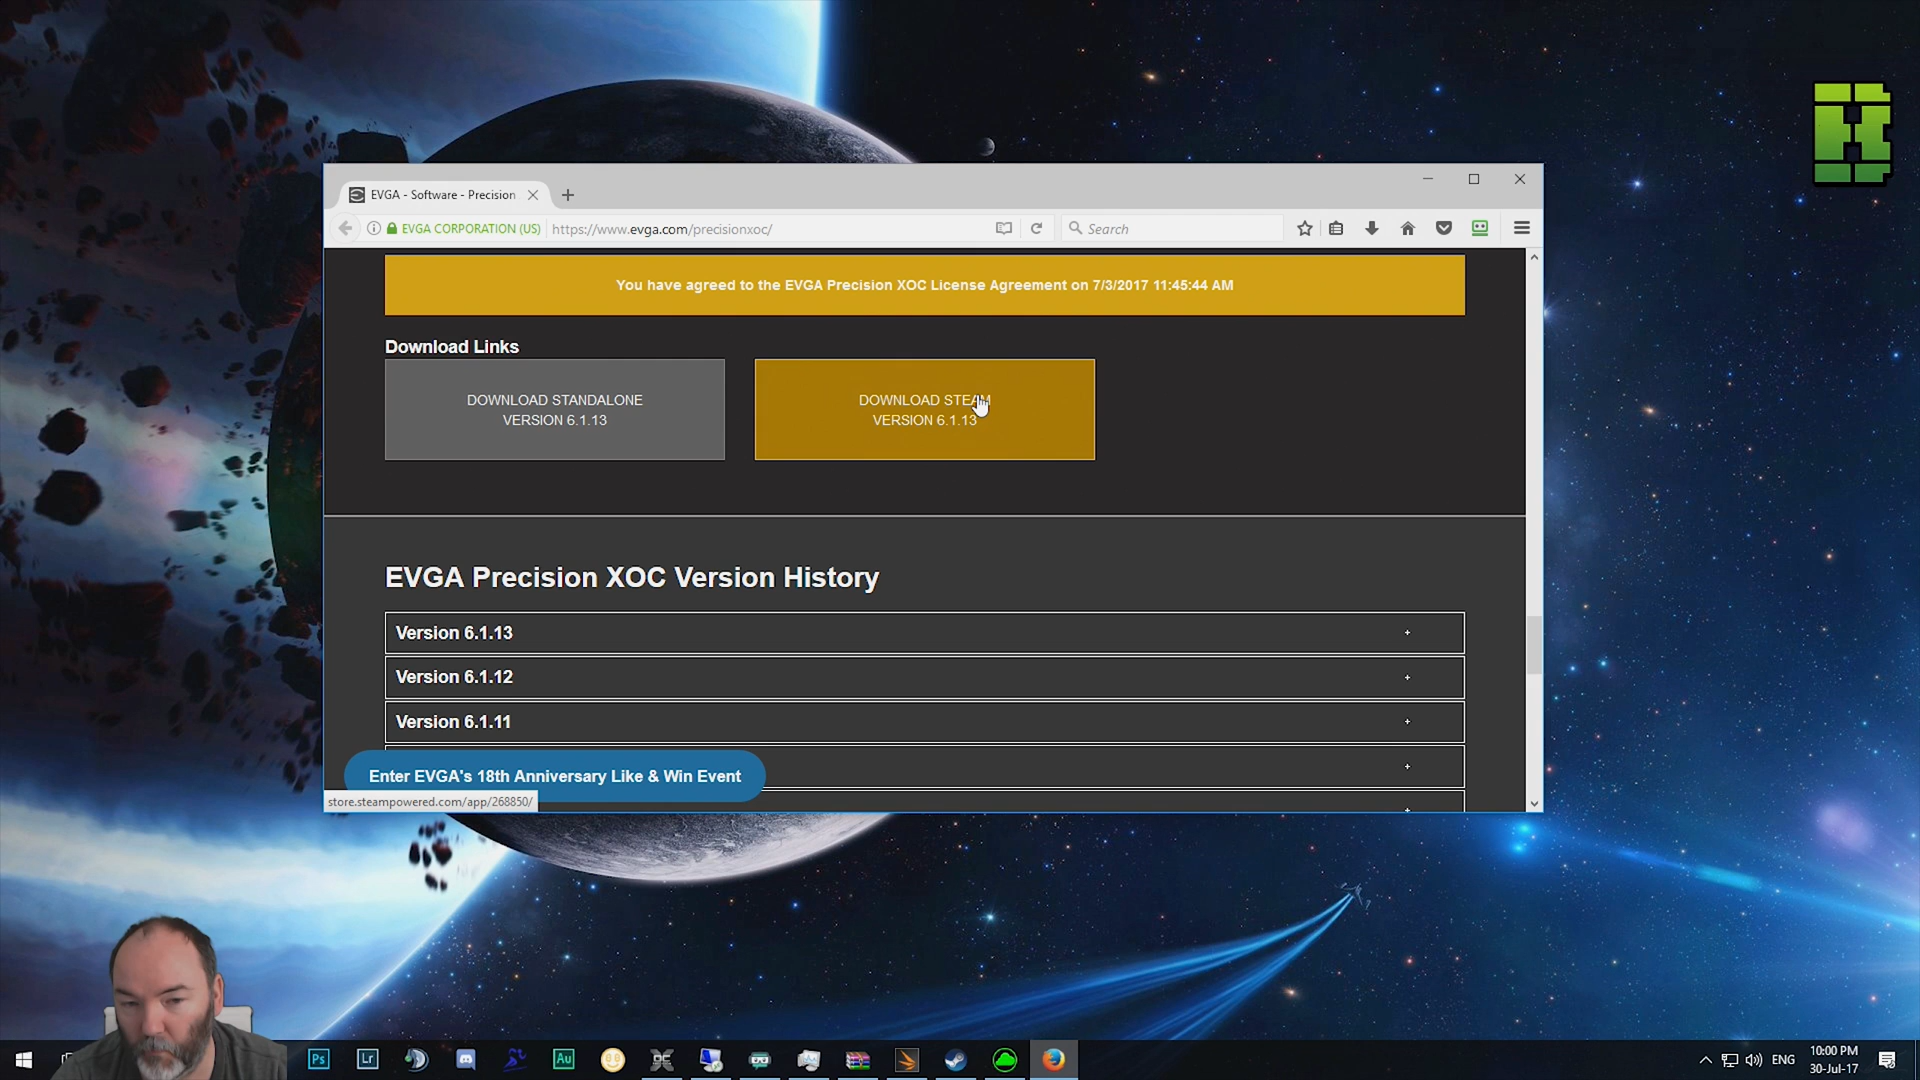 EVGA - Software - Precision
EVGA CORPORATION (US)
https://www.evga.com/precisionxoc/
Search
You have agreed to the EVGA Precision XOC License Agreement on 7/3/2017 11:45:44 AM
Download Links
DOWNLOAD STANDALONE
VERSION 6.1.13
DOWNLOAD STEAM
VERSION 6.1.13
EVGA Precision XOC Version History
Version 6.1.13
+
Version 6.1.12
+
Version 6.1.11
+
+
Enter EVGA's 18th Anniversary Like & Win Event
store.steampowered.com/app/268850/
Ps
Lr
Au
ENG
10:00 PM
30-Jul-17